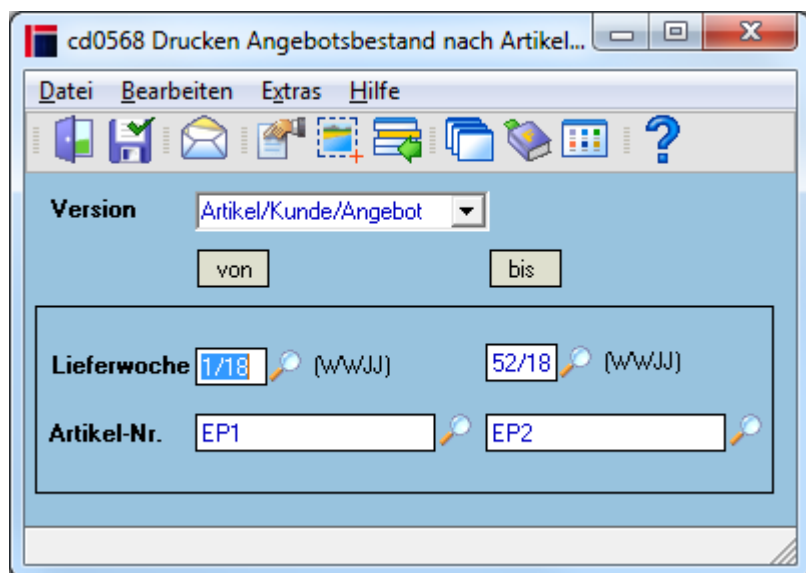 cd0568 Drucken Angebotsbestand nach Artikel...
Datei Bearbeiten Extras Hilfe
Version Artikel/Kunde/Angebot
von bis
Lieferwoche 1/18 (WWJJ) 52/18 (WWJJ)
Artikel-Nr. EP1 EP2